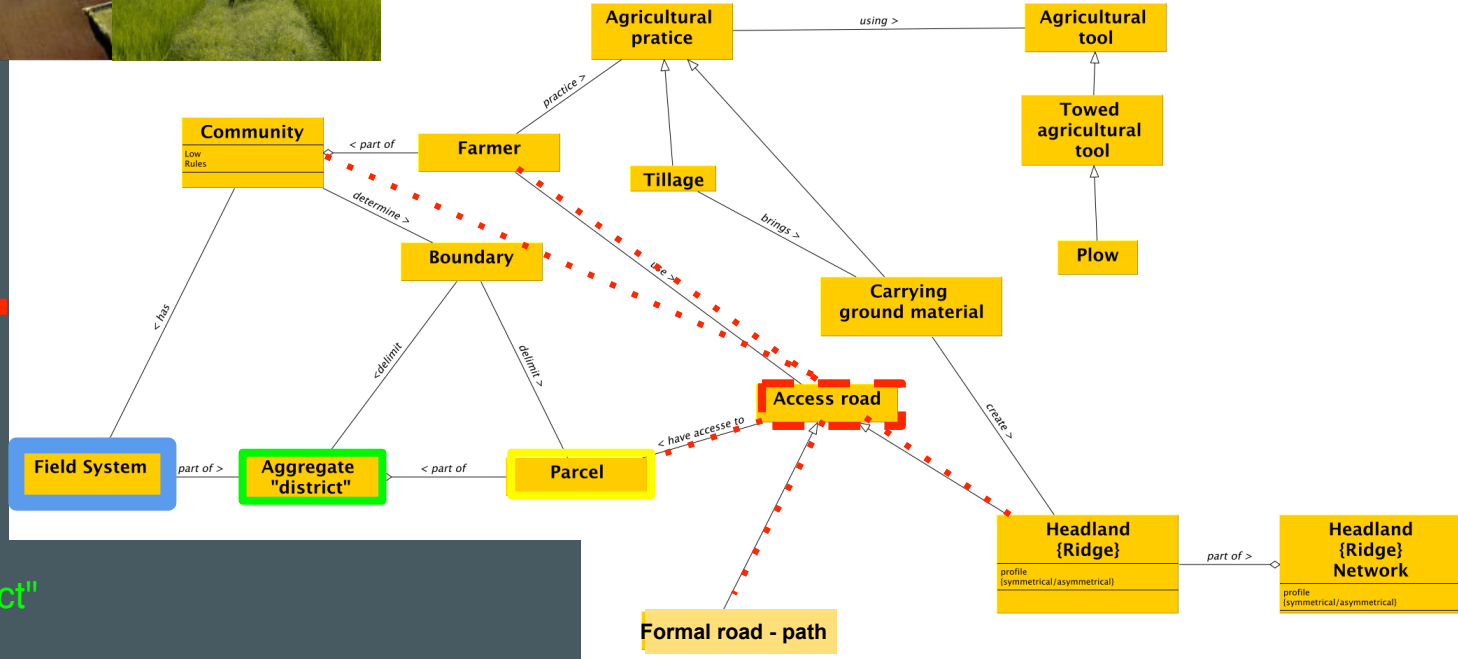 Agricultural
pratice
using >
Agricultural
tool
practice >
Towed
agricultural
tool
Community
Low
Rules
< part of
Farmer
Tillage
determine >
brings >
Boundary
use >
Plow
Carrying
ground material
< has
<delimit
delimit >
Access road
create >
< have accesse to
Field System
part of >
Aggregate
"district"
< part of
Parcel
Headland
{Ridge}
profile
{symmetrical/asymmetrical}
part of >
Headland
{Ridge}
Network
profile
{symmetrical/asymmetrical}
ct"
Formal road - path